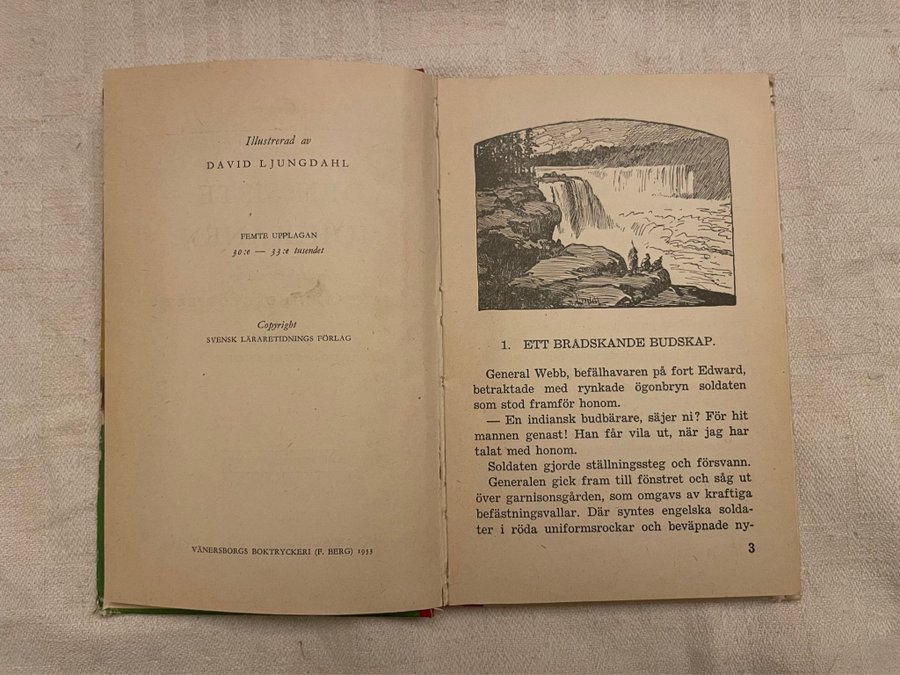 Illustrerad av
DAVID LJUNGDAHL
FEMTE UPPLAGAN
30:e — 33:e tusendet
Copyright
SVENSK LÄRARETIDNINGS FÖRLAG
VÄNERSBORGS BOKTRYCKERI (F. BERG) 1953
1. ETT BRÅDSKANDE BUDSKAP.
General Webb, befälhavaren på fort Edward,
betraktade med rynkade ögonbryn soldaten
som stod framför honom.
— En indiansk budbärare, säjer ni? För hit
mannen genast! Han får vila ut, när jag har
talat med honom.
Soldaten gjorde ställningssteg och försvann.
Generalen gick fram till fönstret och såg ut
över garnisonsgården, som omgavs av kraftiga
befästningsvallar. Där syntes engelska solda-
ter i röda uniformsrockar och beväpnade ny-
3